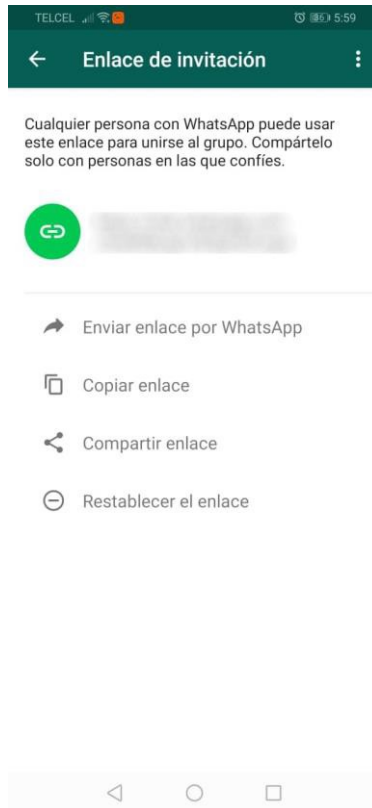 TELCEL 5:59
Enlace de invitación
Cualquier persona con WhatsApp puede usar
este enlace para unirse al grupo. Compártelo
solo con personas en las que confíes.
Enviar enlace por WhatsApp
Copiar enlace
Compartir enlace
Restablecer el enlace